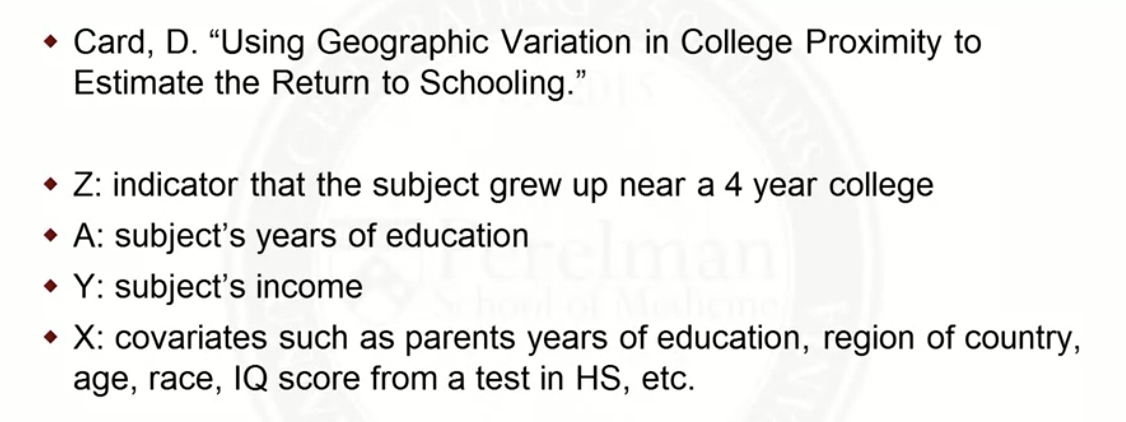 ◆ Card, D. “Using Geographic Variation in College Proximity to
Estimate the Return to Schooling.”
◆ Z: indicator that the subject grew up near a 4 year college
◆ A: subject’s years of education
◆ Y: subject’s income
◆ X: covariates such as parents years of education, region of country,
age, race, IQ score from a test in HS, etc.
Perelman
School of Medicine